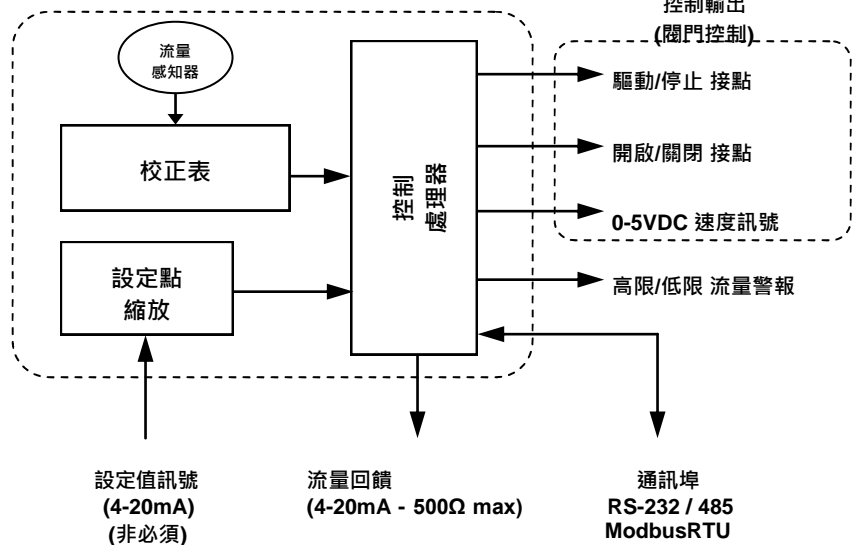 控制輸出
(閥門控制)
流量
感知器
校正表
設定點
縮放
控制
處理器
驅動/停止 接點
開啟/關閉 接點
0-5VDC 速度訊號
高限/低限 流量警報
設定值訊號
(4-20mA)
(非必須)
流量回饋
(4-20mA - 500Ω max)
通訊埠
RS-232 / 485
ModbusRTU